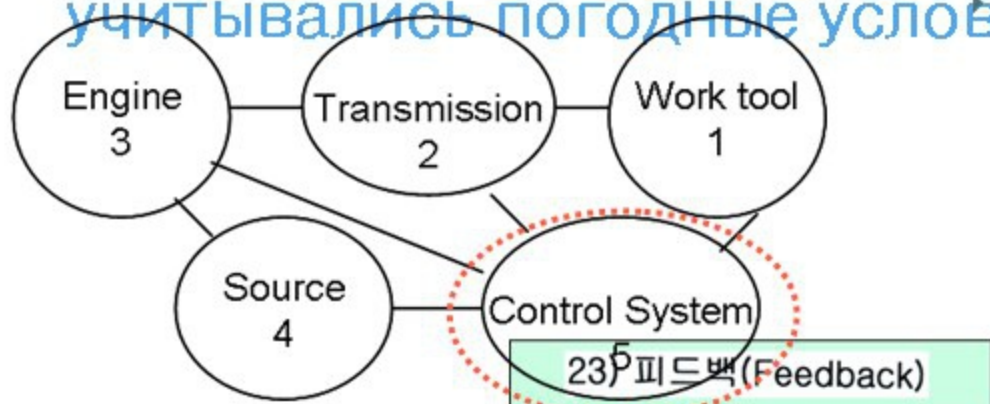 учитывались погодные услов
Engine
3
Transmission
2
Work tool
1
Source
4
Control System
5
23) 피드백(Feedback)